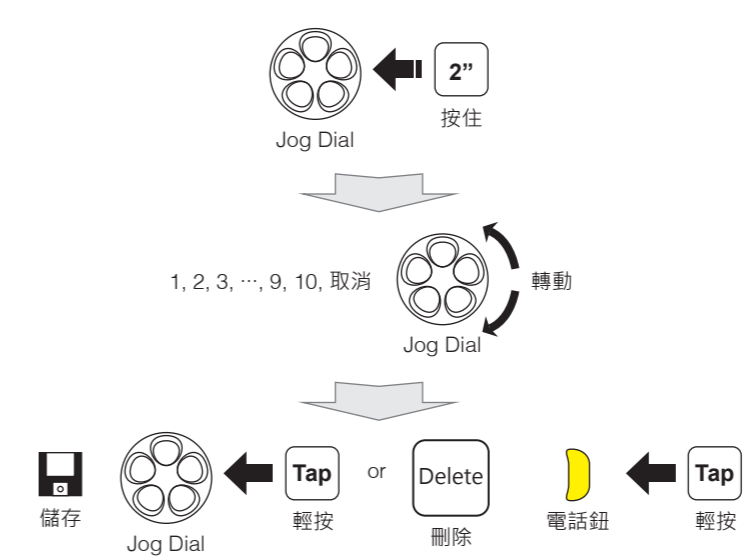 2”
按住
Jog Dial
1, 2, 3, ···, 9, 10, 取消
轉動
Jog Dial
儲存
Jog Dial
Tap
輕按
or
Delete
刪除
電話鈕
Tap
輕按